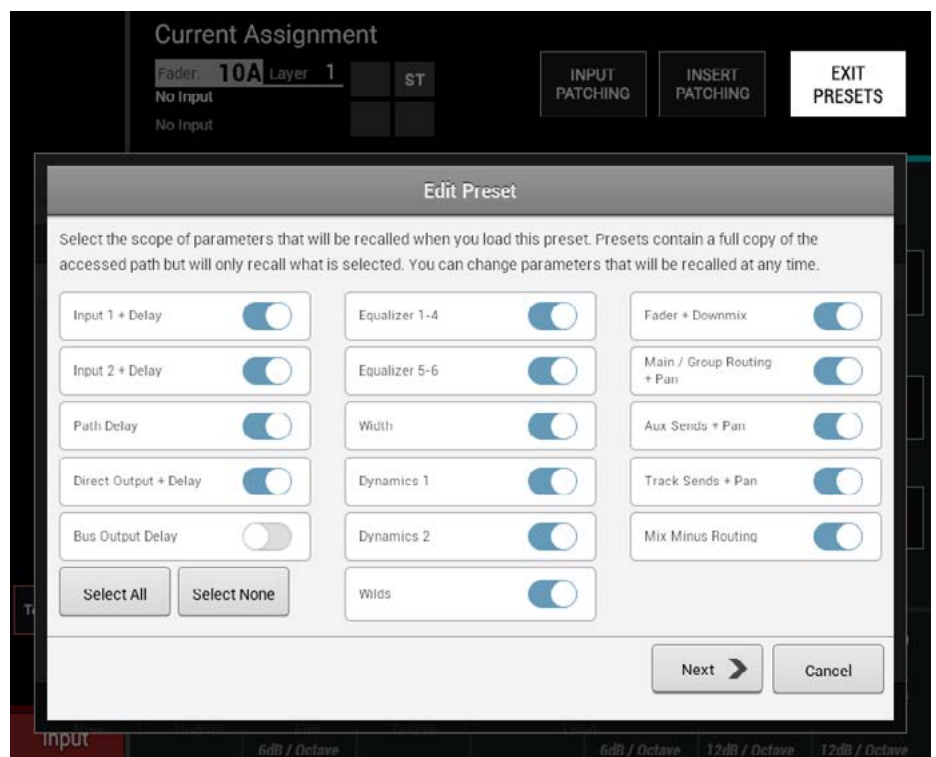 Current Assignment
Fader: 10A Layer 1
No Input
No Input
ST
INPUT
PATCHING
INSERT
PATCHING
EXIT
PRESETS
Edit Preset
Select the scope of parameters that will be recalled when you load this preset. Presets contain a full copy of the
accessed path but will only recall what is selected. You can change parameters that will be recalled at any time.
Input 1 + Delay
Input 2 + Delay
Path Delay
Direct Output + Delay
Bus Output Delay
Select All
Select None
Equalizer 1-4
Equalizer 5-6
Width
Dynamics 1
Dynamics 2
Wilds
Fader + Downmix
Main / Group Routing
+ Pan
Aux Sends + Pan
Track Sends + Pan
Mix Minus Routing
Next
Cancel
Input
6dB / Octave
6dB / Octave
12dB / Octave
12dB / Octave